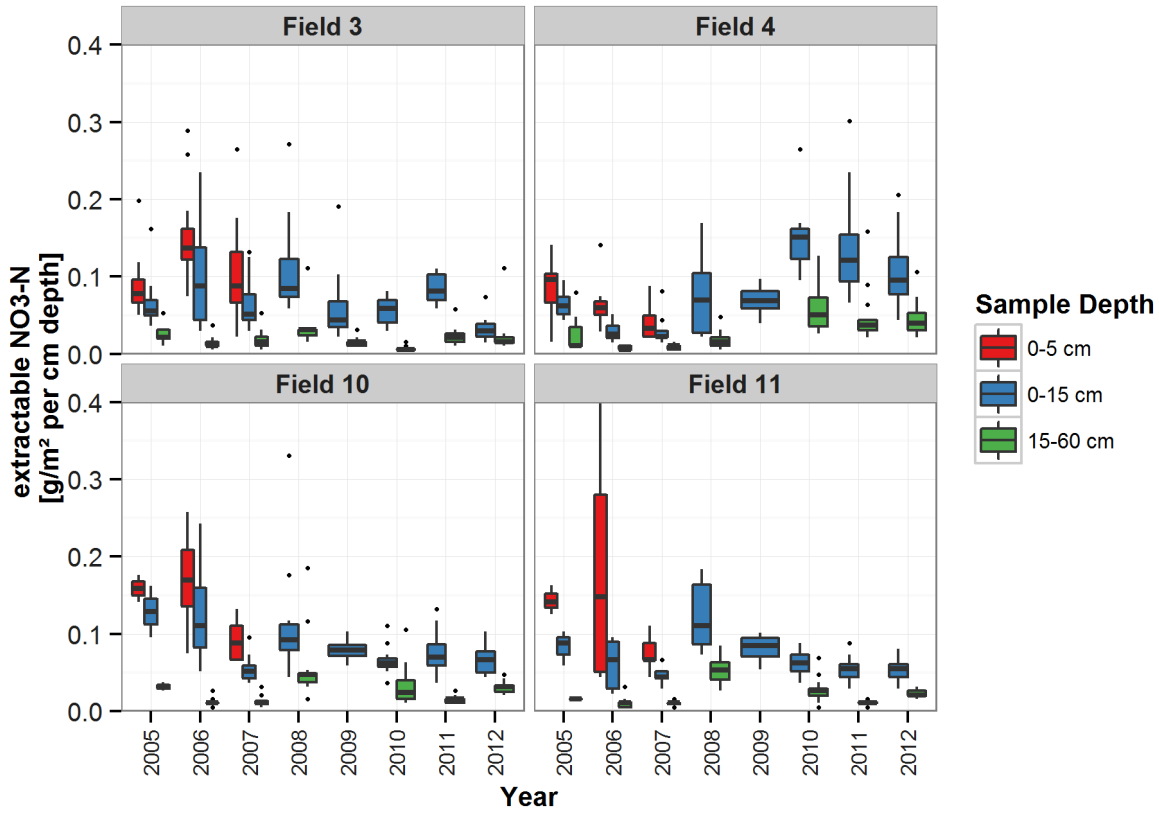 Field 3
Field 4
0.4
0.3
0.2
0.1
0.0
Field 10
Field 11
0.4
0.3
0.2
0.1
0.0
extractable NO3-N
[g/m² per cm depth]
2005
2006
2007
2008
2009
2010
2011
2012
2005
2006
2007
2008
2009
2010
2011
2012
Year
Sample Depth
0-5 cm
0-15 cm
15-60 cm